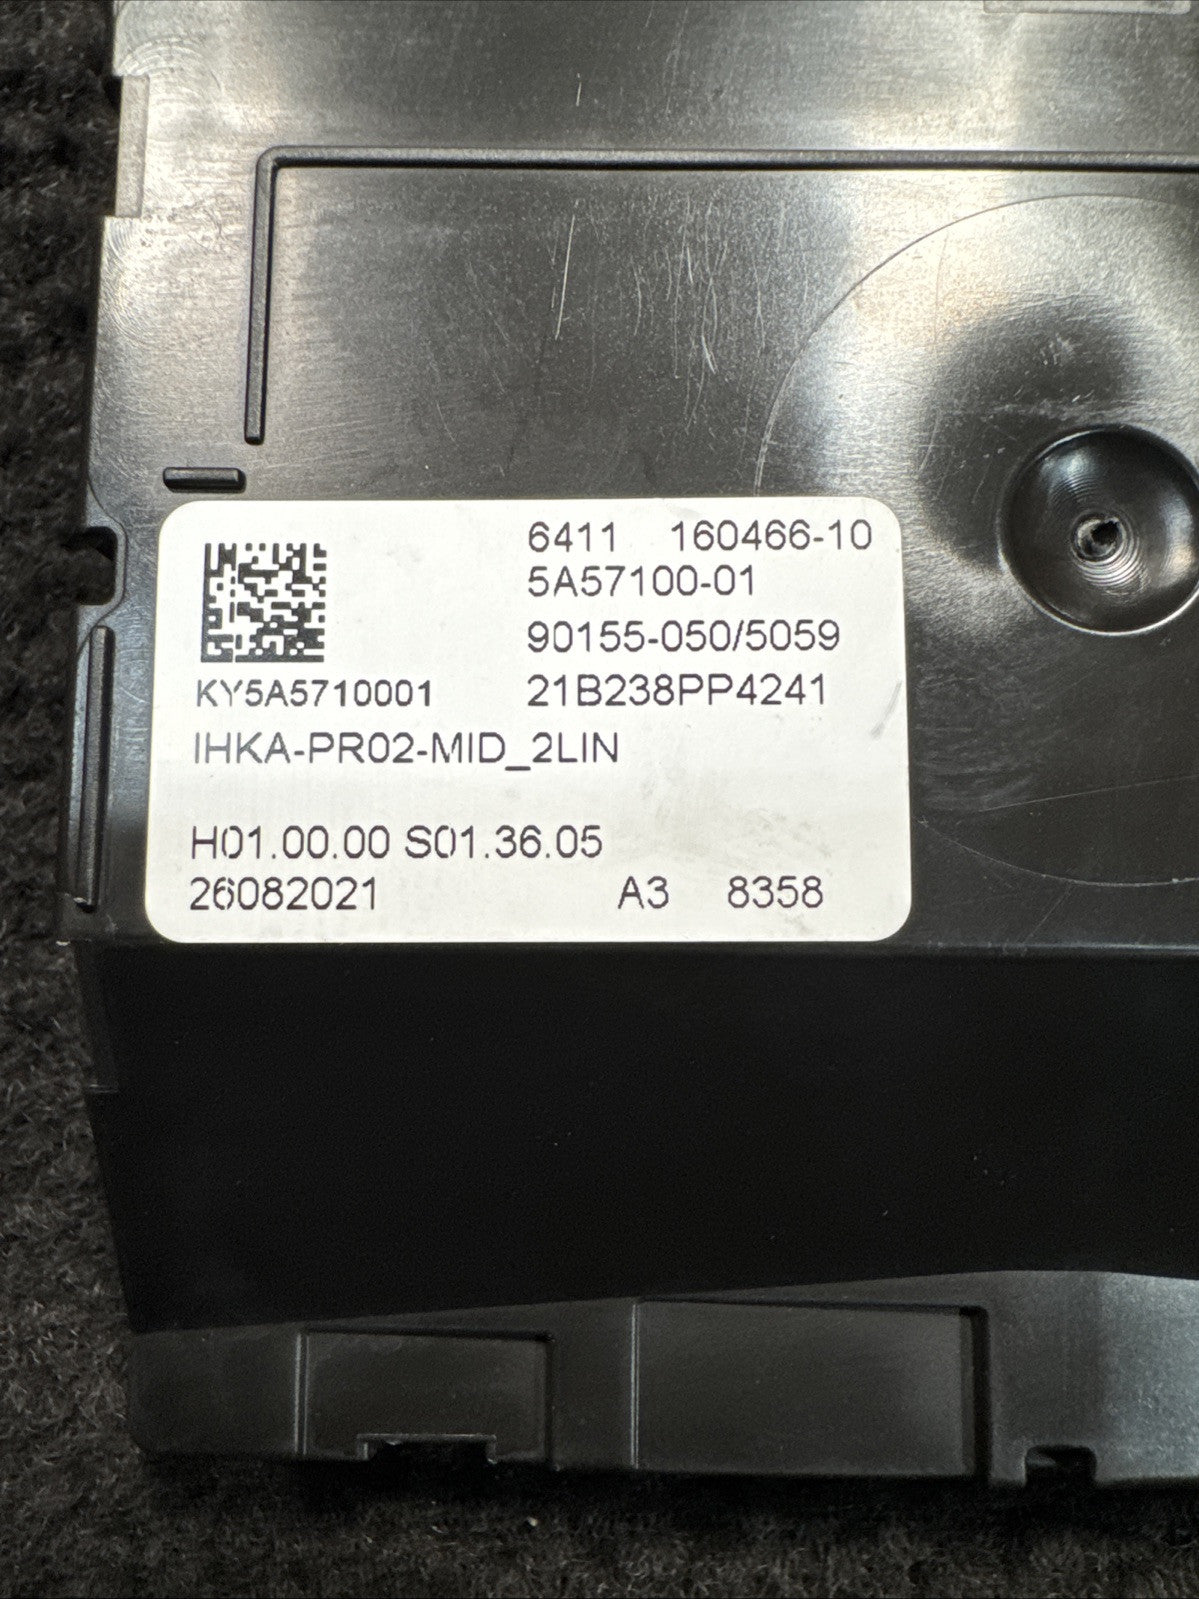 6411 160466-10
5A57100-01
90155-050/5059
KY5A5710001 21B238PP4241
IHKA-PR02-MID_2LIN
H01.00.00 S01.36.05
26082021 A3 8358